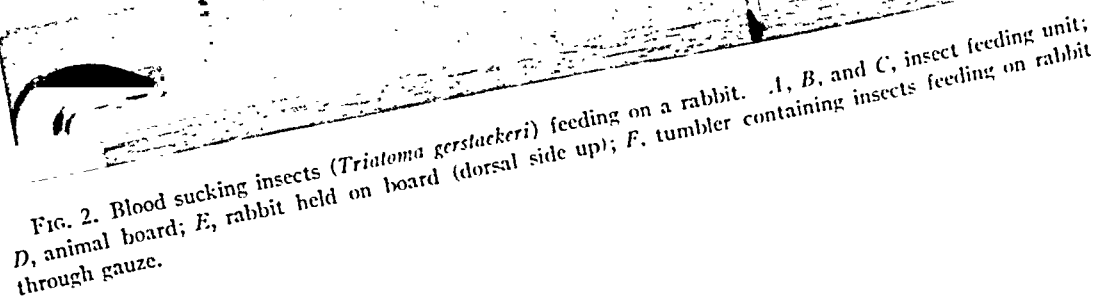 FIG. 2. Blood sucking insects (Triatoma gerstaekeri) feeding on a rabbit. A, B, and C, insect feeding unit;
D, animal board; E, rabbit held on board (dorsal side up); F, tumbler containing insects feeding on rabbit
through gauze.